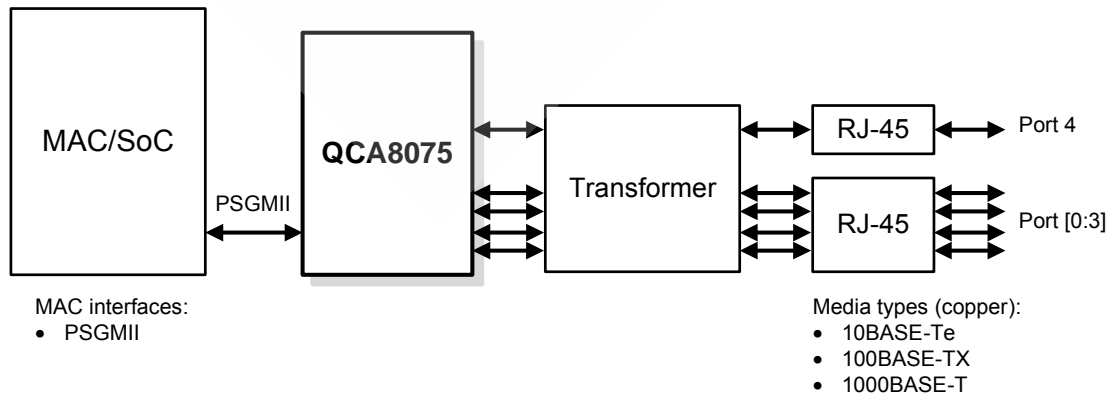 MAC/SoC
PSGMII
QCA8075
Transformer
RJ-45
Port 4
RJ-45
Port [0:3]
MAC interfaces:
• PSGMII
Media types (copper):
• 10BASE-Te
• 100BASE-TX
• 1000BASE-T